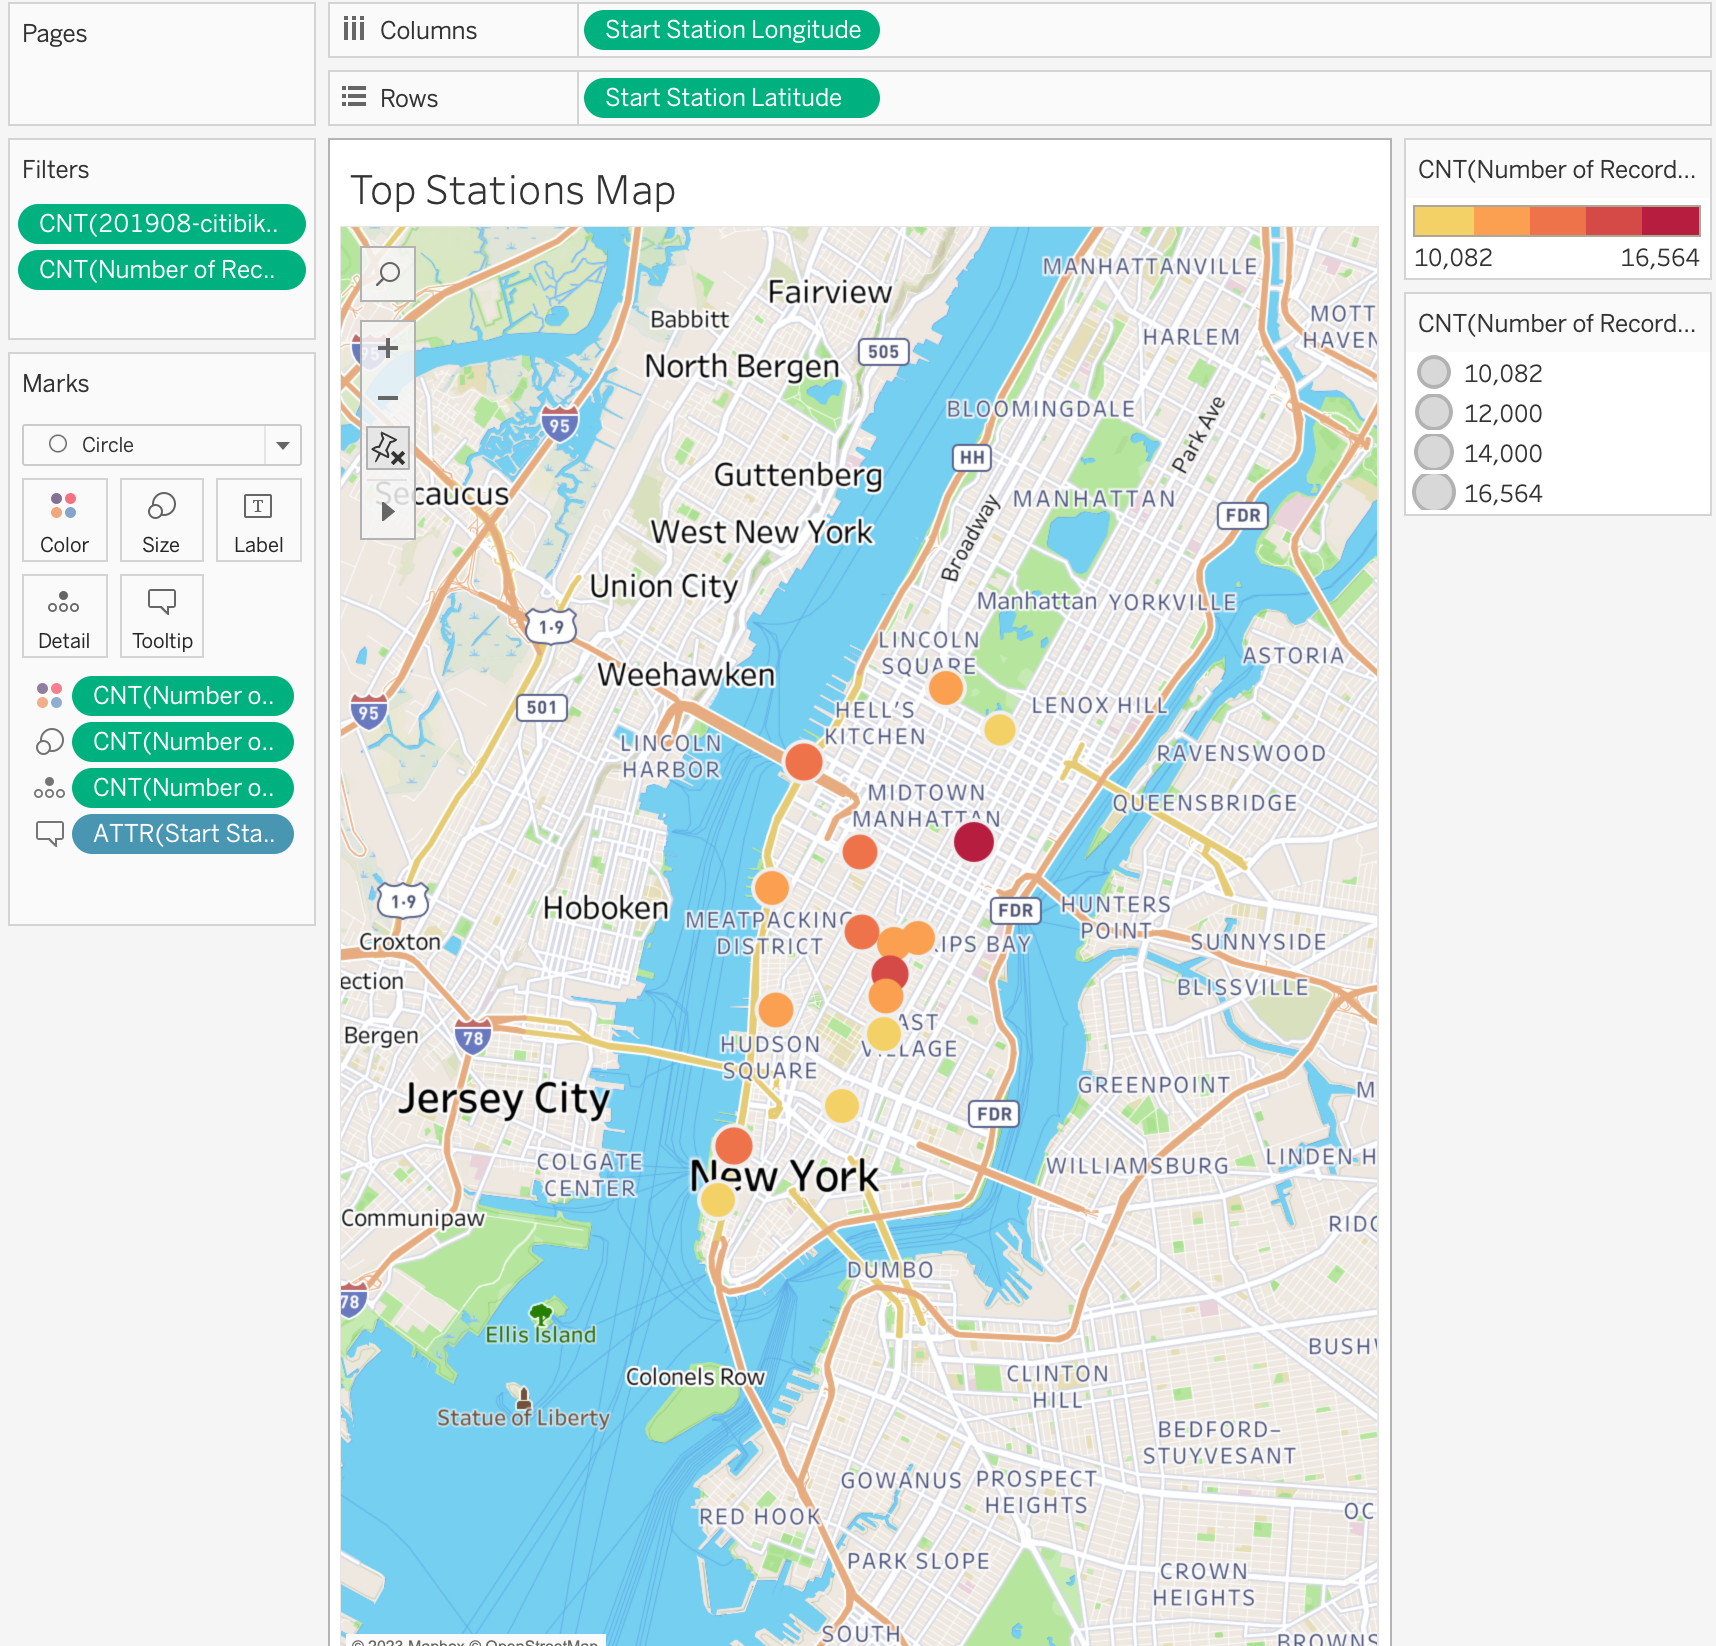 Pages
Columns
Start Station Longitude
Rows
Start Station Latitude
Filters
CNT(201908-citibik..
CNT(Number of Rec..
Marks
Circle
Color
Size
Label
Detail
Tooltip
CNT(Number o..
CNT(Number o..
CNT(Number o..
ATTR(Start Sta..
Top Stations Map
CNT(Number of Record...
10,082
16,564
CNT(Number of Record...
10,082
12,000
14,000
16,564
MANHATTANVILLE
Fairview
Babbitt
MOTT
HAVEN
HARLEM
505
95
North Bergen
BLOOMINGDALE
Park Ave
95
HH
Guttenberg
Secaucus
MANHATTAN
FDR
West New York
Broadway
Union City
Manhattan
YORKVILLE
1-9
LINCOLN
SQUARE
ASTORIA
Weehawken
501
95
HELL'S
KITCHEN
LENOX HILL
LINCOLN
HARBOR
RAVENSWOOD
MIDTOWN
MANHATTAN
QUEENSBRIDGE
1-9
Hoboken
FDR
HUNTERS
POINT
MEATPACKING
DISTRICT
Croxton
KIPS BAY
SUNNYSIDE
ection
BLISSVILLE
Bergen
78
EAST
VILLAGE
HUDSON
SQUARE
GREENPOINT
M
Jersey City
FDR
COLGATE
CENTER
New York
WILLIAMSBURG
LINDEN H
Communipaw
RIDG
DUMBO
78
Ellis Island
BUSHW
Colonels Row
CLINTON
HILL
Statue of Liberty
BEDFORD-
STUYVESANT
GOWANUS
PROSPECT
HEIGHTS
RED HOOK
OC
PARK SLOPE
CROWN
HEIGHTS
SOUTH
BROWNS
© 2023 Mapbox © OpenStreetMap